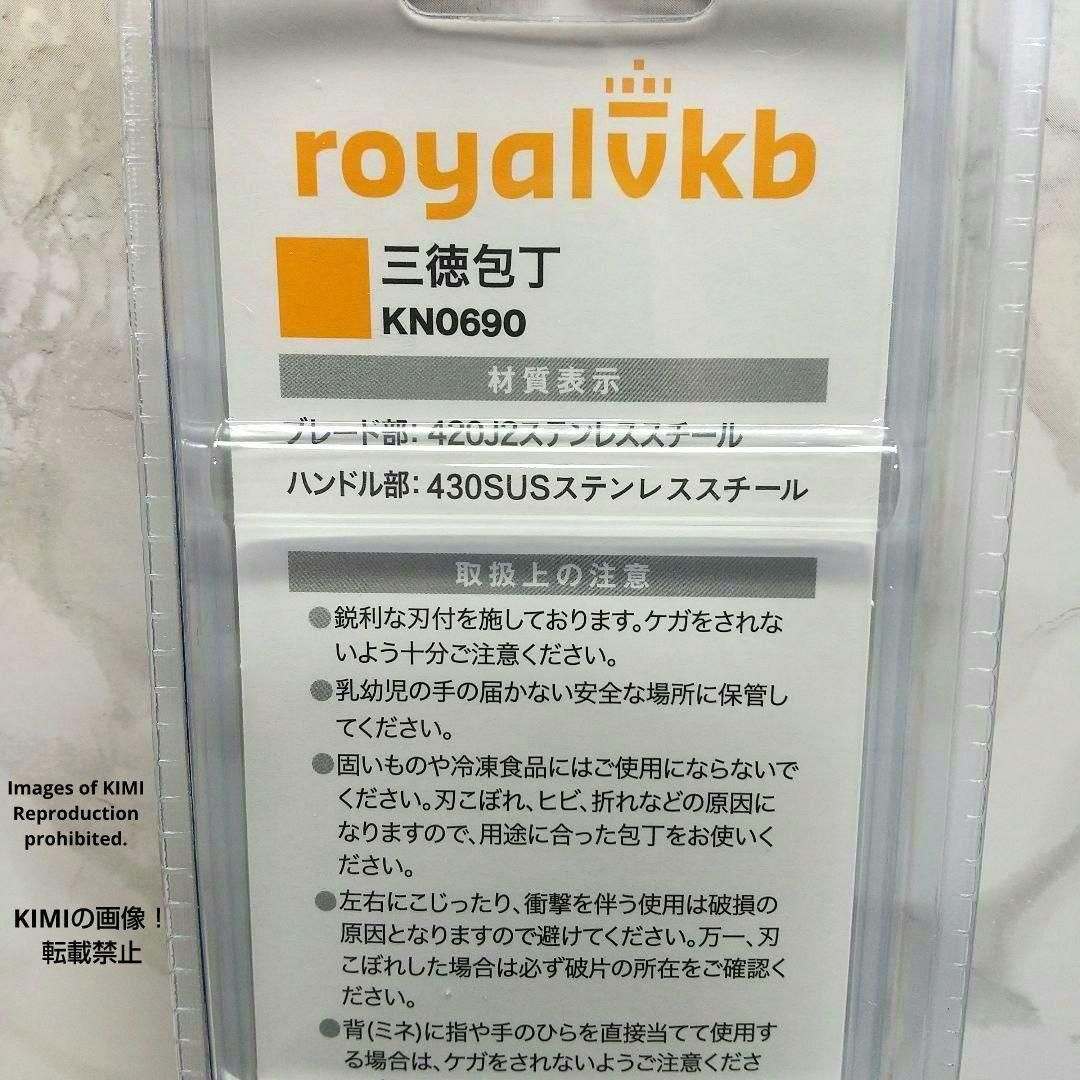 royalvkb
三徳包丁
KN0690
材質表示
ブレード部：420J2ステンレススチール
ハンドル部：430SUSステンレススチール
取扱上の注意
●鋭利な刃付を施しております。ケガをされな
いよう十分ご注意ください。
●乳幼児の手の届かない安全な場所に保管し
てください。
●固いものや冷凍食品にはご使用にならないで
ください。刃こぼれ、ヒビ、折れなどの原因に
なりますので、用途に合った包丁をお使いく
ださい。
●左右にこじったり、衝撃を伴う使用は破損の
原因となりますので避けてください。万一、刃
こぼれした場合は必ず破片の所在をご確認く
ださい。
●背(ミネ)に指や手のひらを直接当てて使用す
る場合は、ケガをされないようご注意くださ
Images of KIMI
Reproduction
prohibited.
KIMIの画像！
転載禁止